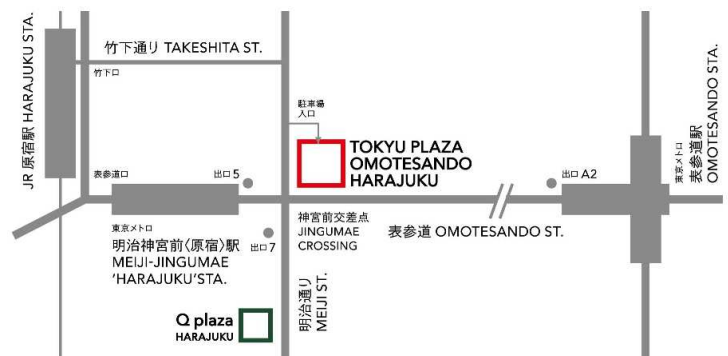 竹下通り TAKESHITA ST.
竹下口
JR 原宿駅 HARAJUKU STA.
駐車場
入口
TOKYU PLAZA
OMOTESANDO
HARAJUKU
東京メトロ
表参道駅
OMOTESANDO STA.
表参道口
出口 5
出口 A2
東京メトロ
明治神宮前〈原宿〉駅
MEIJI-JINGUMAE
'HARAJUKU'STA.
出口 7
神宮前交差点
JINGUMAE
CROSSING
表参道 OMOTESANDO ST.
明治通り
MEIJI ST.
Q plaza
HARAJUKU